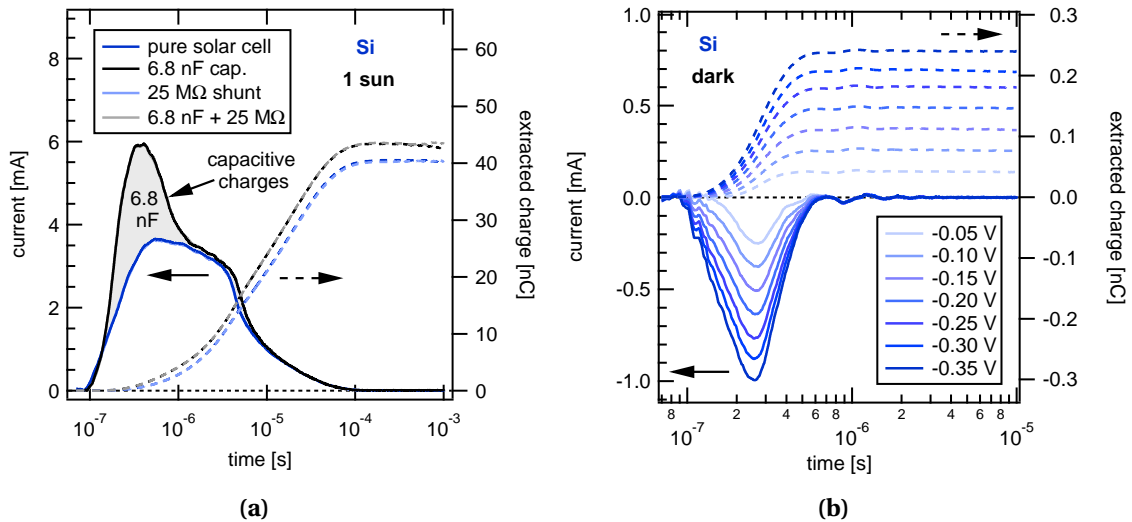 8
6
4
2
0
current [mA]
pure solar cell
6.8 nF cap.
25 MΩ shunt
6.8 nF + 25 MΩ
Si
1 sun
capacitive
charges
6.8
nF
60
50
40
30
20
10
0
extracted charge [nC]
10⁻⁷
10⁻⁶
10⁻⁵
10⁻⁴
10⁻³
time [s]
(a)
1.0
0.5
0.0
-0.5
-1.0
current [mA]
Si
dark
-0.05 V
-0.10 V
-0.15 V
-0.20 V
-0.25 V
-0.30 V
-0.35 V
0.3
0.2
0.1
0.0
-0.1
-0.2
-0.3
extracted charge [nC]
8 2 4 6 8 2 4 6 8
10⁻⁷
10⁻⁶
10⁻⁵
time [s]
(b)